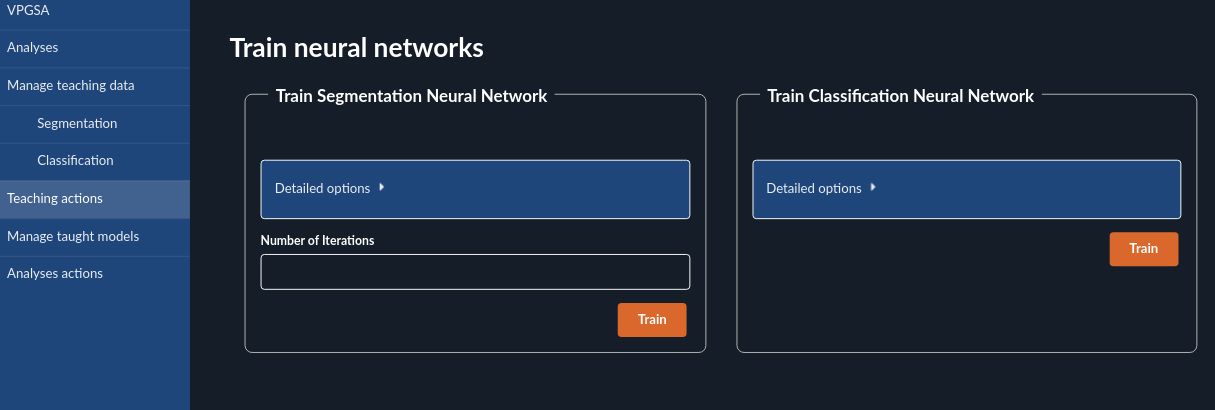 VPGSA
Analyses
Manage teaching data
Segmentation
Classification
Teaching actions
Manage taught models
Analyses actions
Train neural networks
Train Segmentation Neural Network
Detailed options
Number of Iterations
Train
Train Classification Neural Network
Detailed options
Train